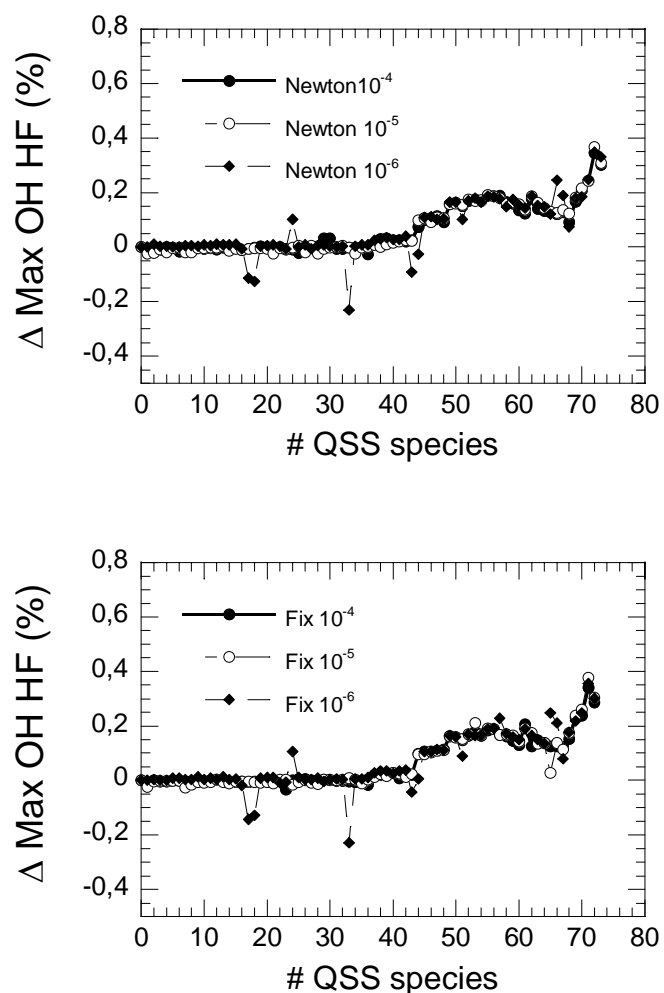 Δ Max OH HF (%)
0,8
0,6
0,4
0,2
0
-0,2
-0,4
Newton10-4
Newton 10-5
Newton 10-6
0 10 20 30 40 50 60 70 80
# QSS species
Δ Max OH HF (%)
0,8
0,6
0,4
0,2
0
-0,2
-0,4
Fix 10-4
Fix 10-5
Fix 10-6
0 10 20 30 40 50 60 70 80
# QSS species